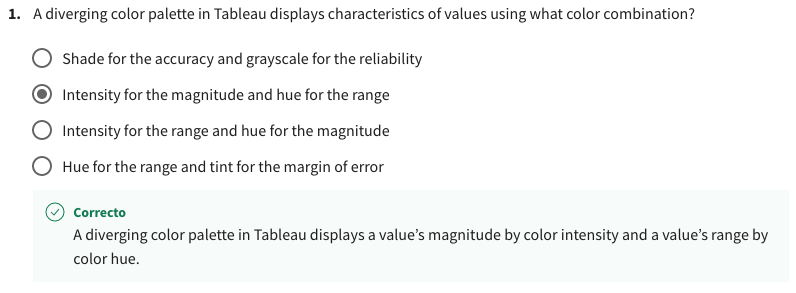 1. A diverging color palette in Tableau displays characteristics of values using what color combination?
Shade for the accuracy and grayscale for the reliability
Intensity for the magnitude and hue for the range
Intensity for the range and hue for the magnitude
Hue for the range and tint for the margin of error
Correcto
A diverging color palette in Tableau displays a value’s magnitude by color intensity and a value’s range by
color hue.